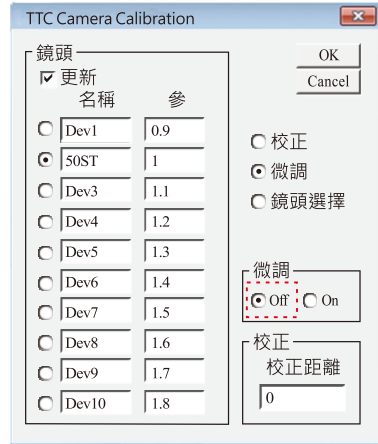 TTC Camera Calibration
鏡頭
更新
名稱 參
Dev1 0.9
50ST 1
Dev3 1.1
Dev4 1.2
Dev5 1.3
Dev6 1.4
Dev7 1.5
Dev8 1.6
Dev9 1.7
Dev10 1.8
OK
Cancel
校正
微調
鏡頭選擇
微調
Off On
校正
校正距離
0